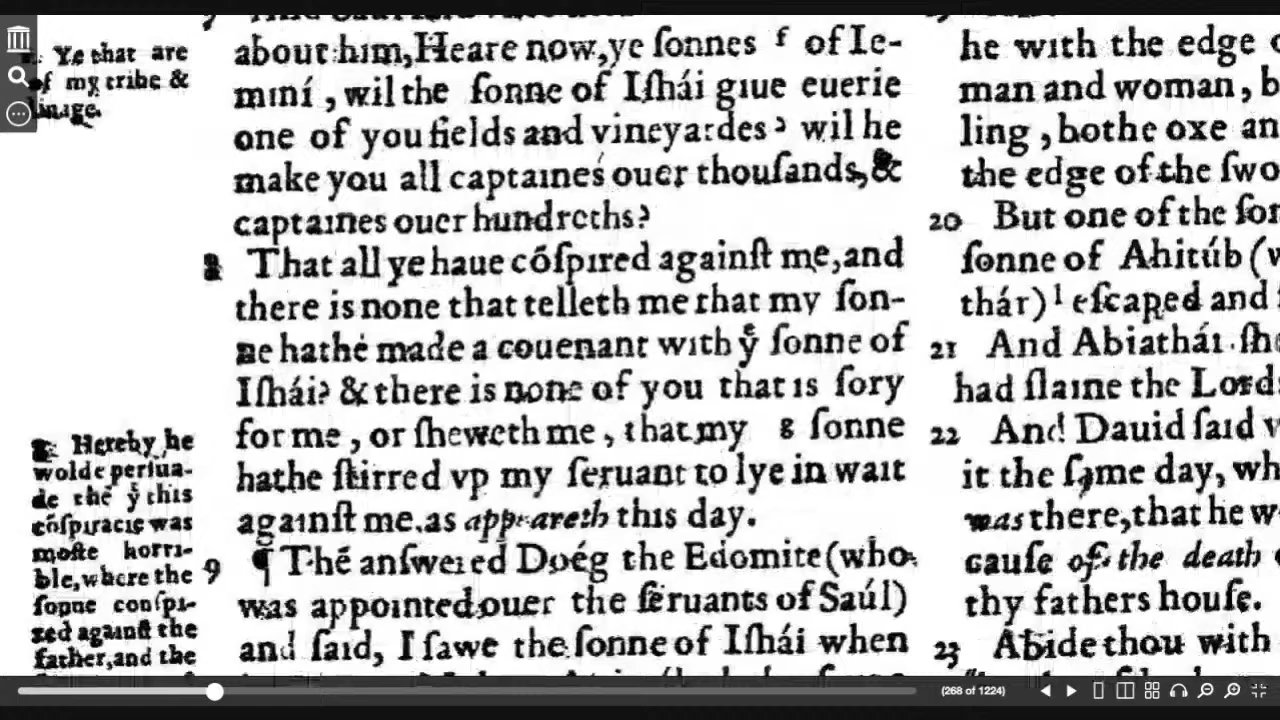 Ye that are
of my tribe &
linage.
Hereby he
wolde persua-
de thē ẏ this
cōspiracie was
moste horri-
ble, where the
sonne conspi-
red against the
father, and the
about him, Heare now, ye ſonnes f of Ie-
miní, wil the ſonne of Iſhái giue euerie
one of you fields and vineyardes? wil he
make you all captaines ouer thouſands, &
captaines ouer hundreths?
8 That all ye haue cōſpired againſt me, and
there is none that telleth me that my ſon-
ne hathe made a couenant with yͤ ſonne of
Iſhái? & there is none of you that is ſory
for me, or ſheweth me, that my g ſonne
hathe ſtirred vp my ſeruant to lye in wait
againſt me, as appeareth this day.
9 ¶ Thē anſwered Doég the Edomite (who
was appointed ouer the ſeruants of Saúl)
and ſaid, I ſawe the ſonne of Iſhái when
he with the edge
man and woman, b
ling, bothe oxe an
the edge of the ſwo
20 But one of the ſon
ſonne of Ahitúb (w
thár) l eſcaped and
21 And Abiathár ſhe
had ſlaine the Lord
22 And Dauid ſaid v
it the ſame day, wh
was there, that he w
cauſe of the death
thy fathers houſe.
23 Abide thou with
(268 of 1224)